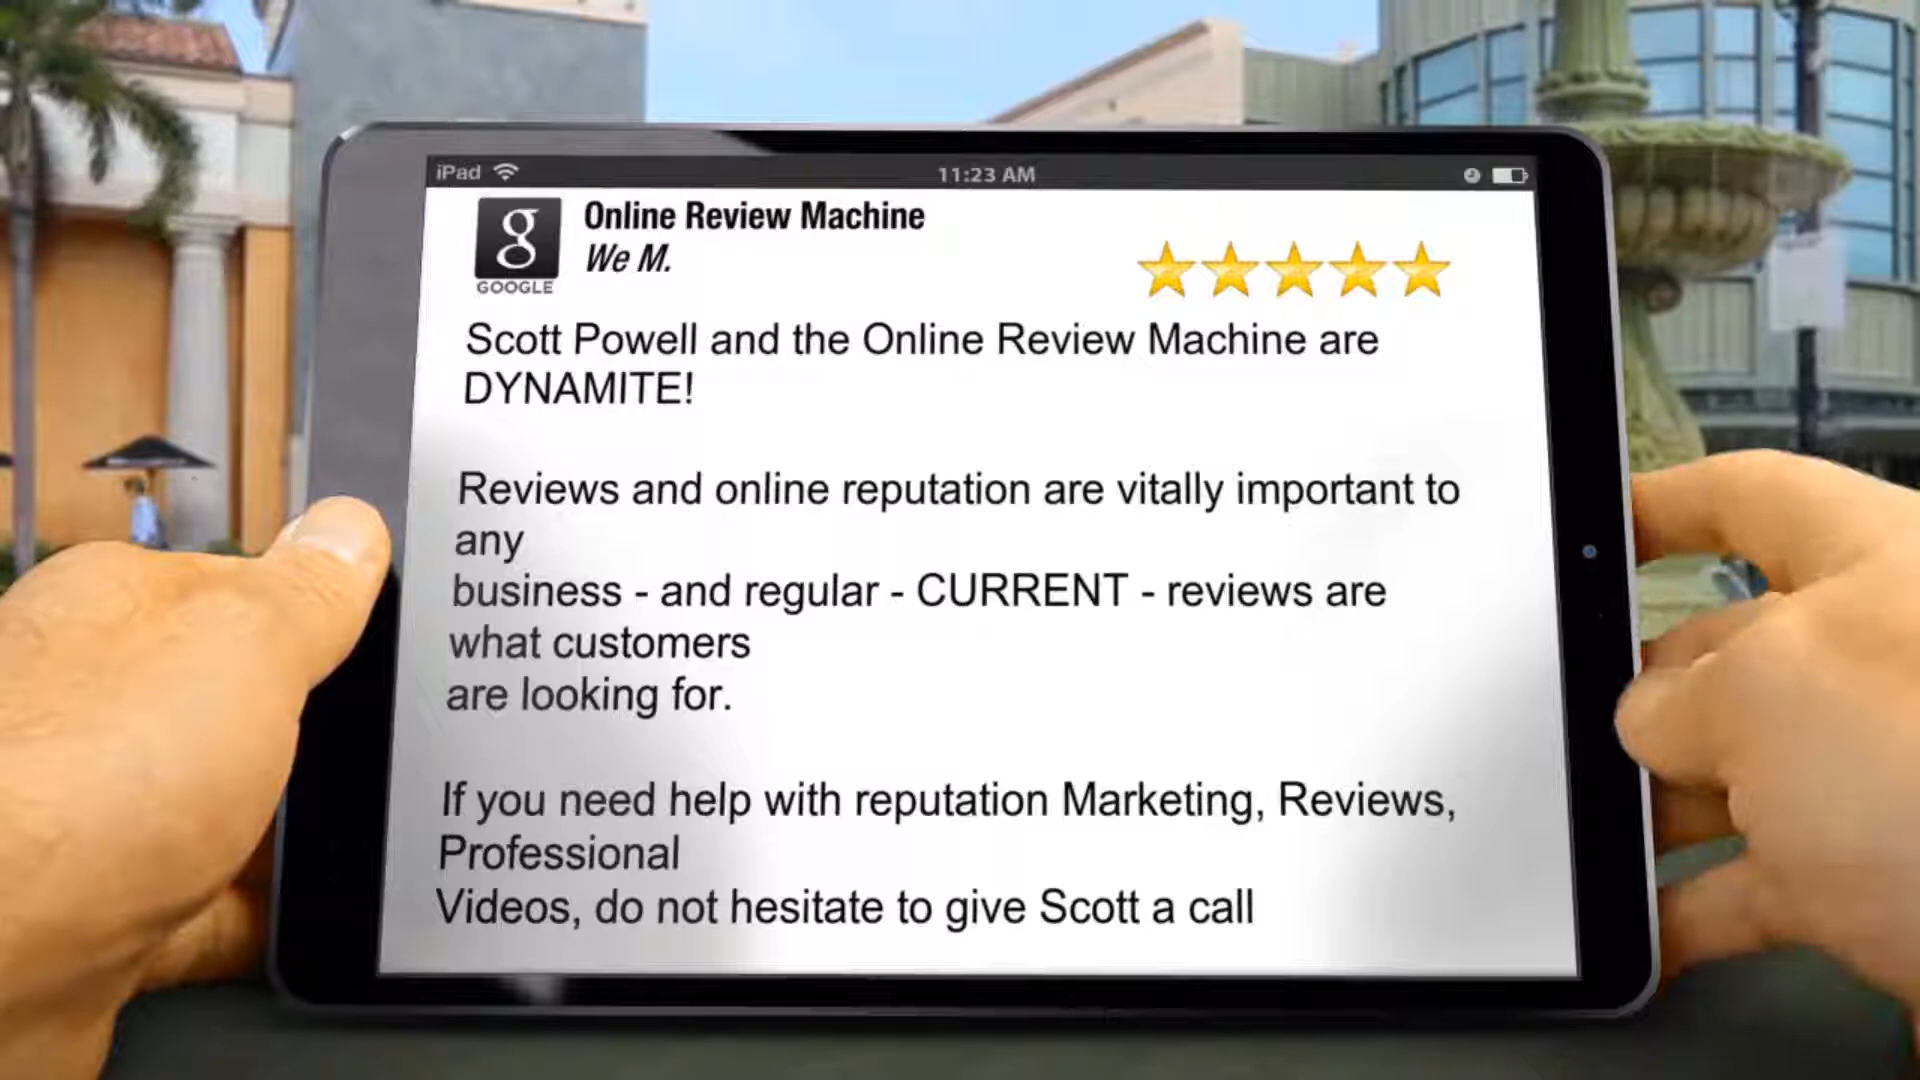 iPad 11:23 AM
g
GOOGLE
Online Review Machine
We M.
Scott Powell and the Online Review Machine are
DYNAMITE!
Reviews and online reputation are vitally important to
any
business - and regular - CURRENT - reviews are
what customers
are looking for.
If you need help with reputation Marketing, Reviews,
Professional
Videos, do not hesitate to give Scott a call